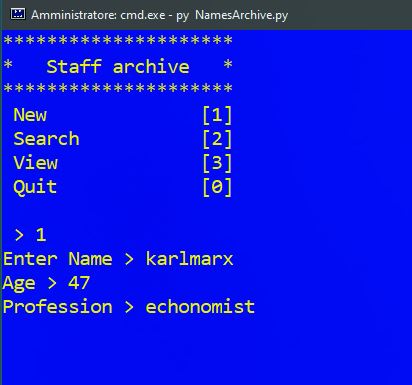 Amministratore: cmd.exe - py NamesArchive.py
*********************
*   Staff archive   *
*********************
New [1]
Search [2]
View [3]
Quit [0]
> 1
Enter Name > karlmarx
Age > 47
Profession > echonomist